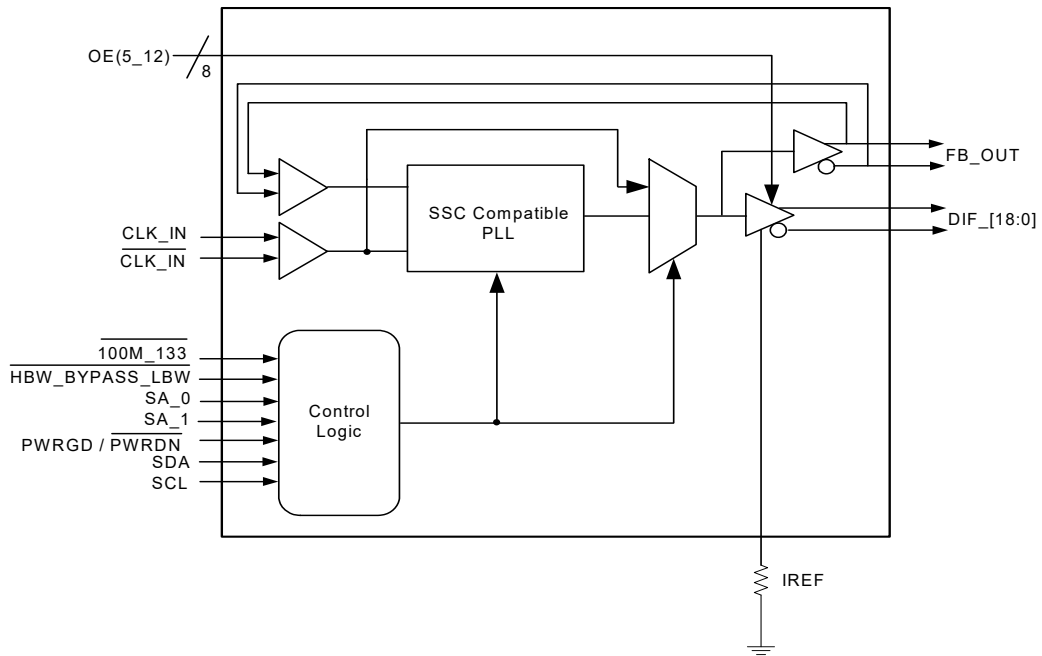 OE(5_12)
8
FB_OUT
SSC Compatible
PLL
DIF_[18:0]
CLK_IN
CLK_IN
100M_133
HBW_BYPASS_LBW
SA_0
SA_1
PWRGD / PWRDN
SDA
SCL
Control
Logic
IREF